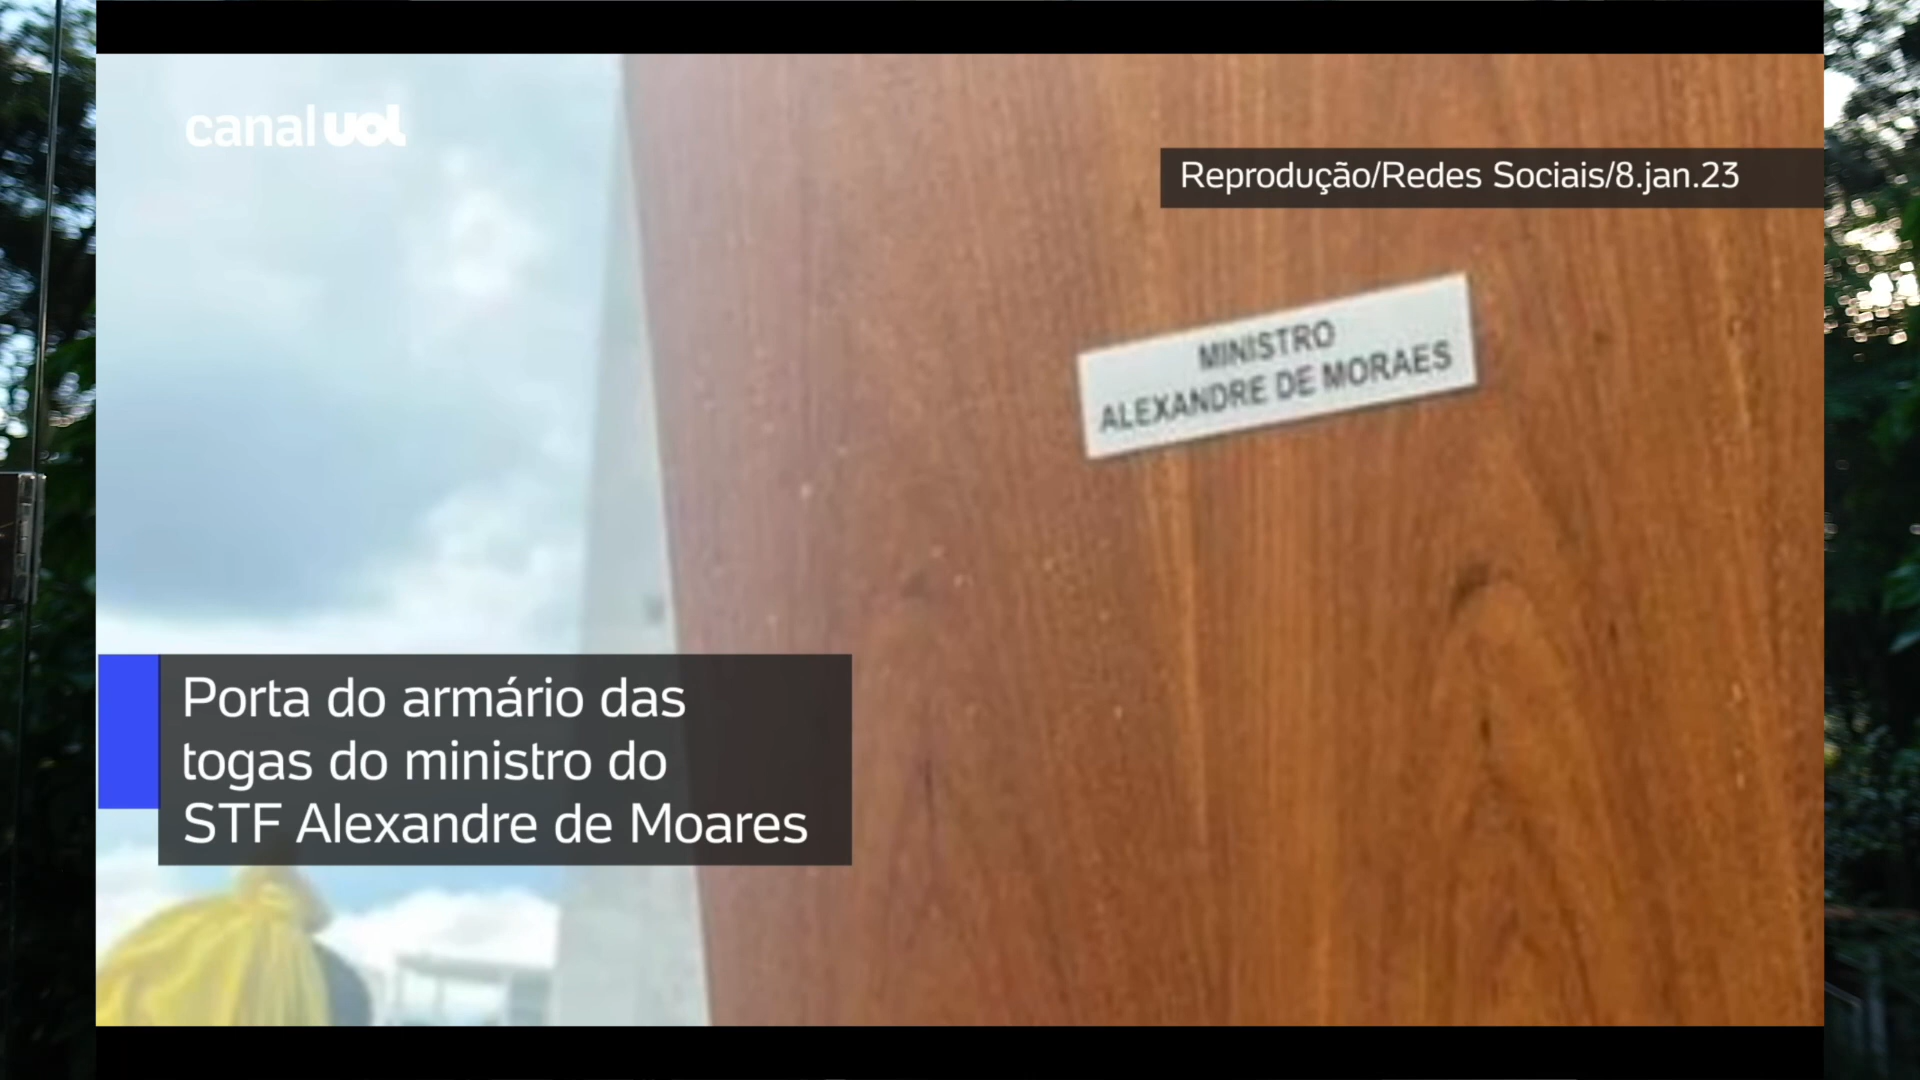 canal uol
Reprodução/Redes Sociais/8.jan.23
MINISTRO
ALEXANDRE DE MORAES
Porta do armário das
togas do ministro do
STF Alexandre de Moares